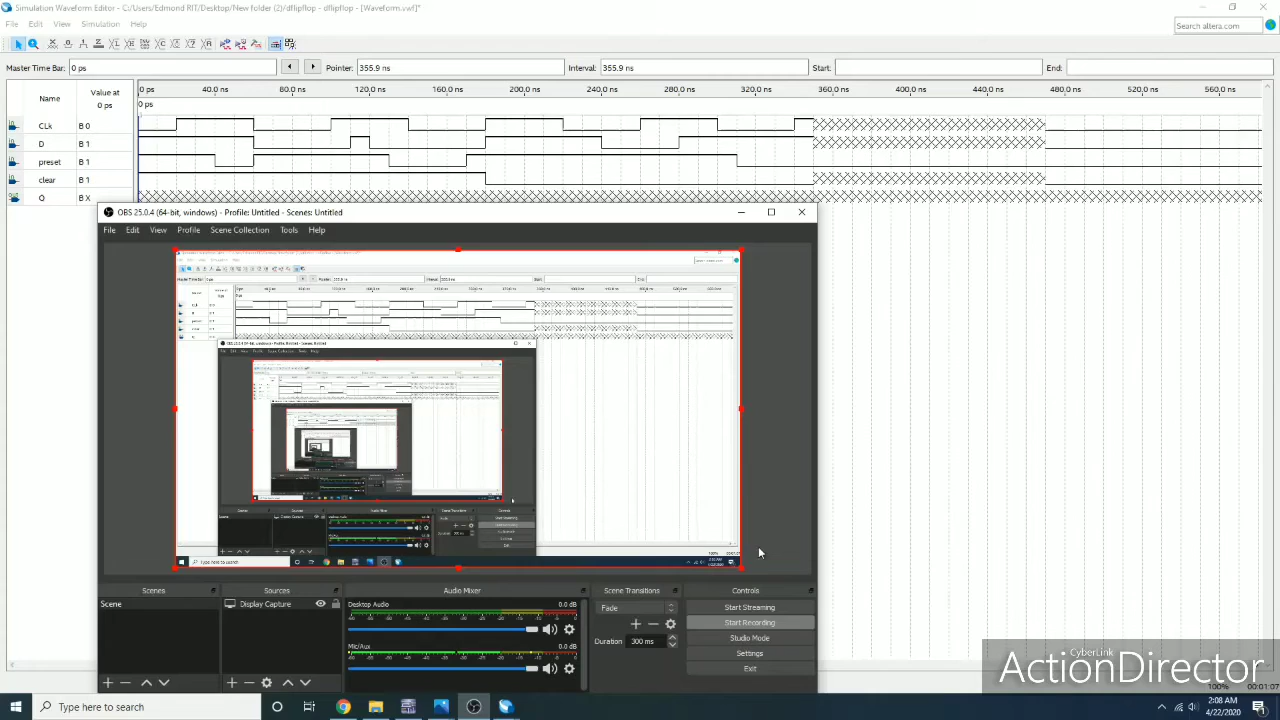 Simulation Waveform Editor - C:/Users/Edmond RIT/Desktop/New folder (2)/dflipflop - dflipflop - [Waveform.vwf]*
File Edit View Simulation Help
Search altera.com
Master Time Bar: 0 ps Pointer: 355.9 ns Interval: 355.9 ns Start: End:
Name Value at 0 ps
0 ps 40.0 ns 80.0 ns 120.0 ns 160.0 ns 200.0 ns 240.0 ns 280.0 ns 320.0 ns 360.0 ns 400.0 ns 440.0 ns 480.0 ns 520.0 ns 560.0 ns
0 ps
CLk B 0
D B 1
preset B 1
clear B 1
Q B X
OBS 25.0.4 (64-bit, windows) - Profile: Untitled - Scenes: Untitled
File Edit View Profile Scene Collection Tools Help
Scenes Sources Audio Mixer Scene Transitions Controls
Scene
Display Capture
Desktop Audio 0.0 dB
Mic/Aux 0.0 dB
Fade
Duration 300 ms
Start Streaming
Start Recording
Studio Mode
Settings
Exit
CyberLink
ActionDirector
100% 00:01:07
Type here to search
2:08 AM
4/22/2020
1